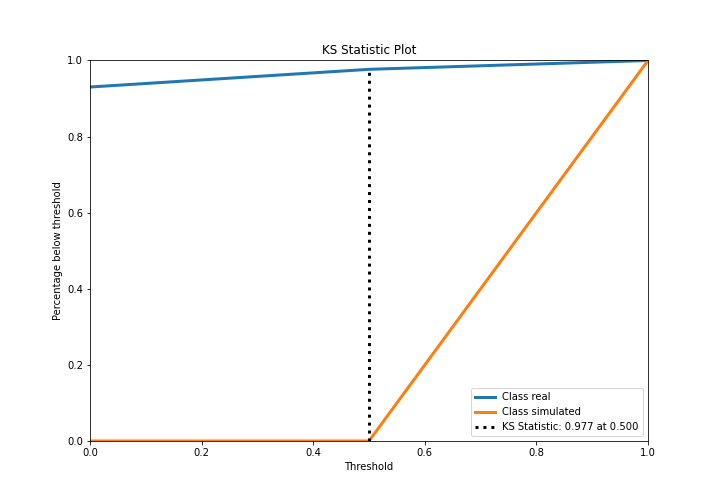 KS Statistic Plot
1.0
0.8
0.6
0.4
0.2
0.0
Percentage below threshold
0.0 0.2 0.4 0.6 0.8 1.0
Threshold
Class real
Class simulated
KS Statistic: 0.977 at 0.500